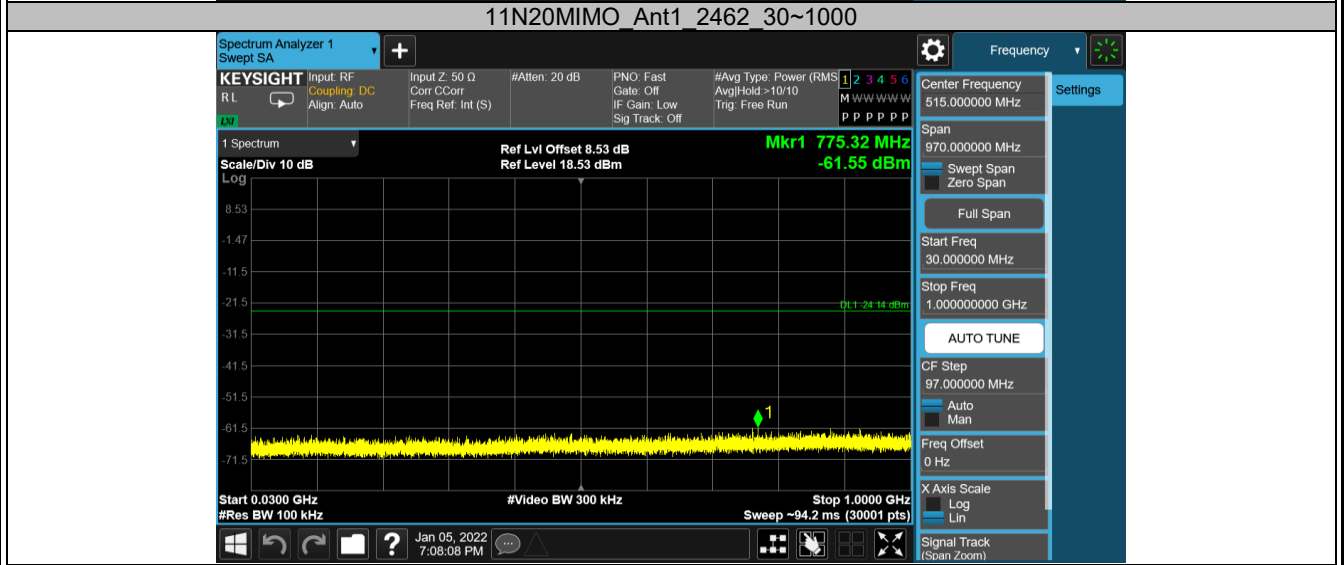 11N20MIMO_Ant1_2462_30~1000
Spectrum Analyzer 1
Swept SA
+
Frequency
KEYSIGHT
R L
LXI
Input: RF
Coupling: DC
Align: Auto
Input Z: 50 Ω
Corr CCorr
Freq Ref: Int (S)
#Atten: 20 dB
PNO: Fast
Gate: Off
IF Gain: Low
Sig Track: Off
#Avg Type: Power (RMS
Avg|Hold:>10/10
Trig: Free Run
1 2 3 4 5 6
M W W W W W
P P P P P P
Center Frequency
515.000000 MHz
Settings
Span
970.000000 MHz
Swept Span
Zero Span
Full Span
Start Freq
30.000000 MHz
Stop Freq
1.000000000 GHz
AUTO TUNE
CF Step
97.000000 MHz
Auto
Man
Freq Offset
0 Hz
X Axis Scale
Log
Lin
Signal Track
(Span Zoom)
1 Spectrum
Scale/Div 10 dB
Ref Lvl Offset 8.53 dB
Ref Level 18.53 dBm
Mkr1 775.32 MHz
-61.55 dBm
Log
8.53
-1.47
-11.5
-21.5
DL1 -24.14 dBm
-31.5
-41.5
-51.5
1
-61.5
-71.5
Start 0.0300 GHz
#Video BW 300 kHz
Stop 1.0000 GHz
#Res BW 100 kHz
Sweep ~94.2 ms (30001 pts)
?
Jan 05, 2022
7:08:08 PM